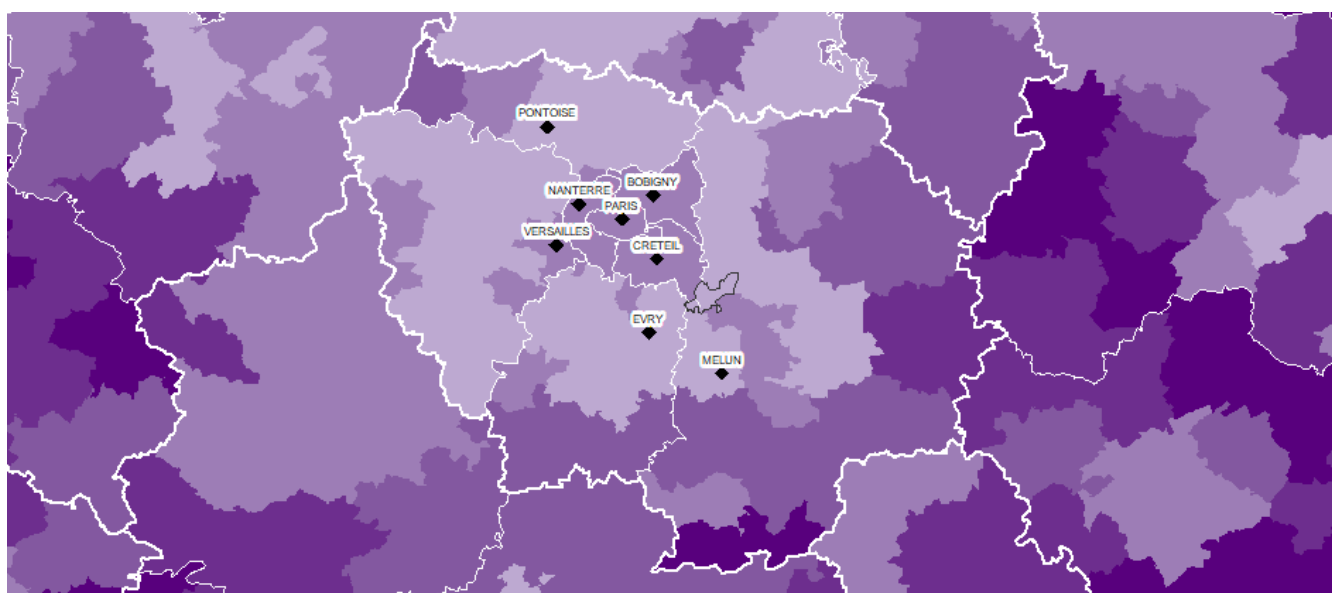 PONTOISE
BOBIGNY
NANTERRE
PARIS
VERSAILLES
CRETEIL
EVRY
MELUN